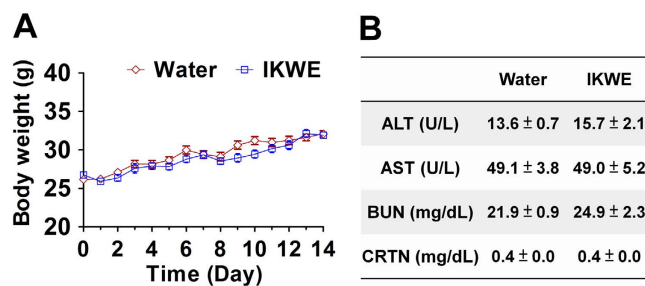 A
Body weight (g)
40
35
30
25
20
Water
IKWE
0 2 4 6 8 10 12 14
Time (Day)
B
Water IKWE
ALT (U/L) 13.6 ± 0.7 15.7 ± 2.1
AST (U/L) 49.1 ± 3.8 49.0 ± 5.2
BUN (mg/dL) 21.9 ± 0.9 24.9 ± 2.3
CRTN (mg/dL) 0.4 ± 0.0 0.4 ± 0.0